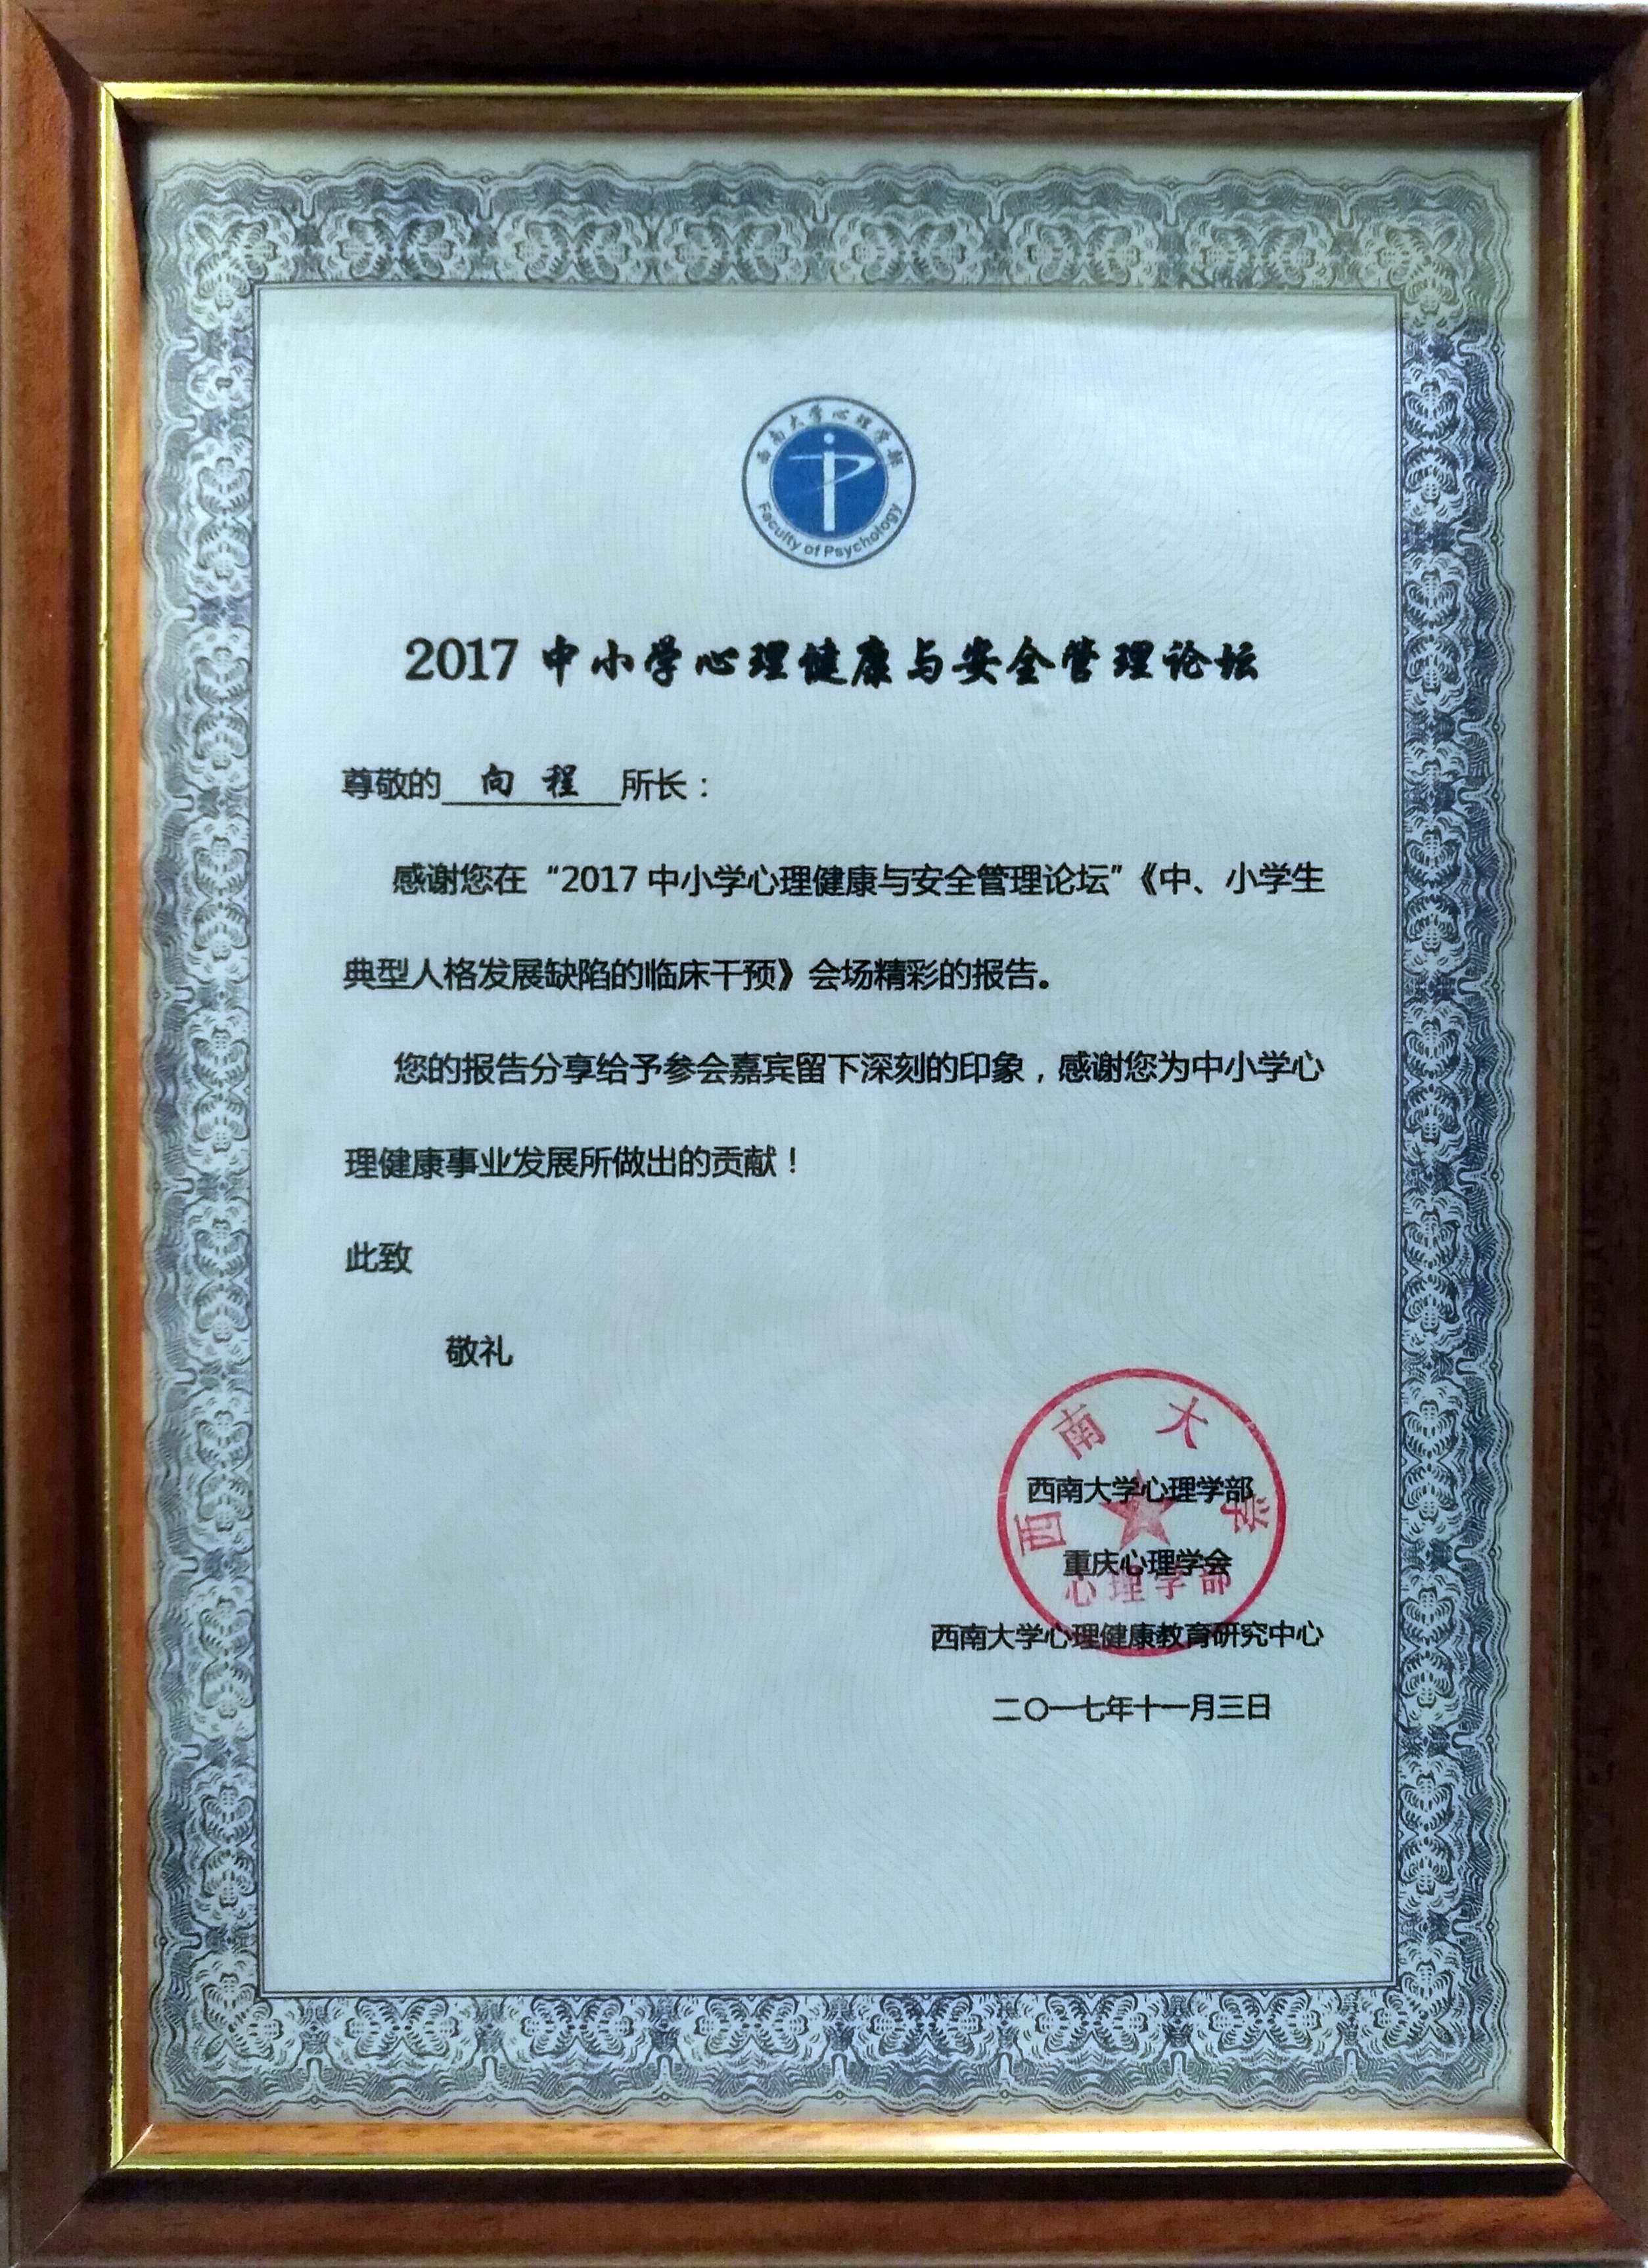 西南大学心理学部
Faculty of Psychology
2017 中小学心理健康与安全管理论坛
尊敬的 向 程 所长：
感谢您在“2017 中小学心理健康与安全管理论坛”《中、小学生
典型人格发展缺陷的临床干预》会场精彩的报告。
您的报告分享给予参会嘉宾留下深刻的印象，感谢您为中小学心
理健康事业发展所做出的贡献！
此致
敬礼
西南大学
西南大学心理学部
重庆心理学会
心理学部
西南大学心理健康教育研究中心
二〇一七年十一月三日